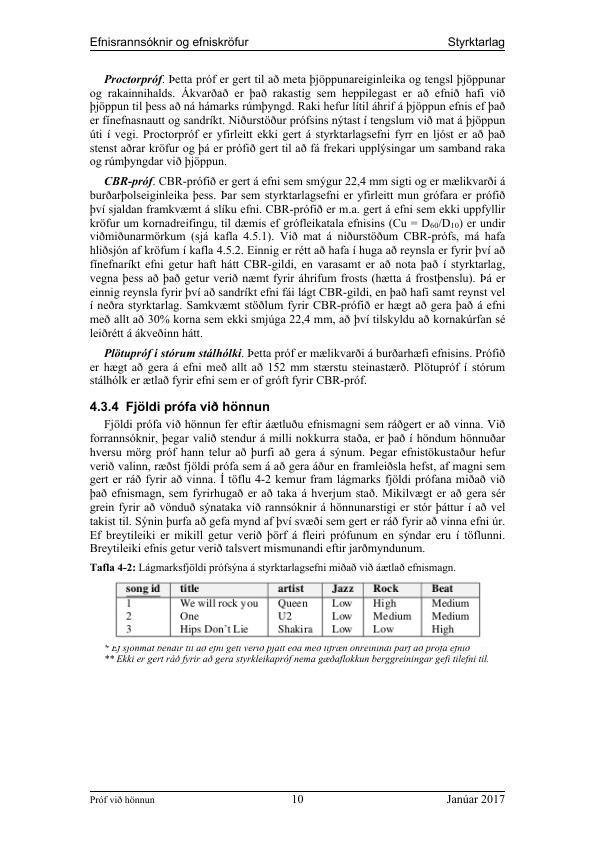 Efnisrannsóknir og efniskröfur Styrktarlag
Proctorpróf. Þetta próf er gert til að meta þjöppunareiginleika og tengsl þjöppunar
og rakainnihalds. Ákvarðað er það rakastig sem heppilegast er að efnið hafi við
þjöppun til þess að ná hámarks rúmþyngd. Raki hefur lítil áhrif á þjöppun efnis ef það
er fínefnasnautt og sandríkt. Niðurstöður prófsins nýtast í tengslum við mat á þjöppun
úti í vegi. Proctorpróf er yfirleitt ekki gert á styrktarlagsefni fyrr en ljóst er að það
stenst aðrar kröfur og þá er prófið gert til að fá frekari upplýsingar um samband raka
og rúmþyngdar við þjöppun.
CBR-próf. CBR-prófið er gert á efni sem smýgur 22,4 mm sigti og er mælikvarði á
burðarþolseiginleika þess. Þar sem styrktarlagsefni er yfirleitt mun grófara er prófið
því sjaldan framkvæmt á slíku efni. CBR-prófið er m.a. gert á efni sem ekki uppfyllir
kröfur um kornadreifingu, til dæmis ef grófleikatala efnisins (Cu = D60/D10) er undir
viðmiðunarmörkum (sjá kafla 4.5.1). Við mat á niðurstöðum CBR-prófs, má hafa
hliðsjón af kröfum í kafla 4.5.2. Einnig er rétt að hafa í huga að reynsla er fyrir því að
fínefnaríkt efni getur haft hátt CBR-gildi, en varasamt er að nota það í styrktarlag,
vegna þess að það getur verið næmt fyrir áhrifum frosts (hætta á frostþenslu). Þá er
einnig reynsla fyrir því að sandríkt efni fái lágt CBR-gildi, en það hafi samt reynst vel
í neðra styrktarlag. Samkvæmt stöðlum fyrir CBR-prófið er hægt að gera það á efni
með allt að 30% korna sem ekki smjúga 22,4 mm, að því tilskyldu að kornakúrfan sé
leiðrétt á ákveðinn hátt.
Plötupróf í stórum stálhólki. Þetta próf er mælikvarði á burðarhæfi efnisins. Prófið
er hægt að gera á efni með allt að 152 mm stærstu steinastærð. Plötupróf í stórum
stálhólk er ætlað fyrir efni sem er of gróft fyrir CBR-próf.
4.3.4 Fjöldi prófa við hönnun
Fjöldi prófa við hönnun fer eftir áætluðu efnismagni sem ráðgert er að vinna. Við
forrannsóknir, þegar valið stendur á milli nokkurra staða, er það í höndum hönnuðar
hversu mörg próf hann telur að þurfi að gera á sýnum. Þegar efnistökustaður hefur
verið valinn, ræðst fjöldi prófa sem á að gera áður en framleiðsla hefst, af magni sem
gert er ráð fyrir að vinna. Í töflu 4-2 kemur fram lágmarks fjöldi prófana miðað við
það efnismagn, sem fyrirhugað er að taka á hverjum stað. Mikilvægt er að gera sér
grein fyrir að vönduð sýnataka við rannsóknir á hönnunarstigi er stór þáttur í að vel
takist til. Sýnin þurfa að gefa mynd af því svæði sem gert er ráð fyrir að vinna efni úr.
Ef breytileiki er mikill getur verið þörf á fleiri prófunum en sýndar eru í töflunni.
Breytileiki efnis getur verið talsvert mismunandi eftir jarðmyndunum.
Tafla 4-2: Lágmarksfjöldi prófsýna á styrktarlagsefni miðað við áætlað efnismagn.
song id title artist Jazz Rock Beat
1 We will rock you Queen Low High Medium
2 One U2 Low Medium Medium
3 Hips Don't Lie Shakira Low Low High
* Ef sjónmat bendir til að efni geti verið þjált eða með lífræn óhreinindi þarf að prófa efnið
** Ekki er gert ráð fyrir að gera styrkleikapróf nema gæðaflokkun berggreiningar gefi tilefni til.
Próf við hönnun 10 Janúar 2017